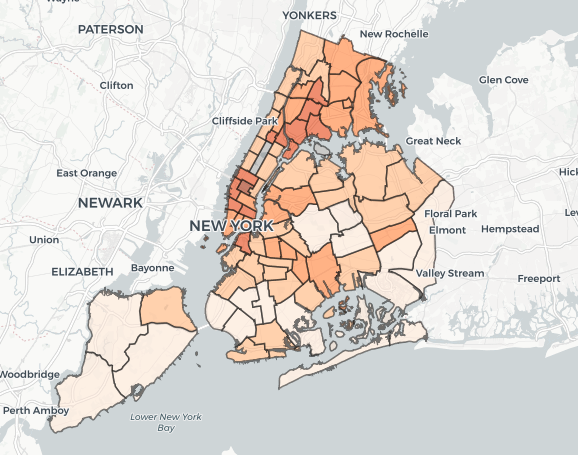 YONKERS
PATERSON
New Rochelle
Clifton
Glen Cove
Cliffside Park
Great Neck
East Orange
NEWARK
Floral Park
NEW YORK
Elmont
Hempstead
Union
Bayonne
ELIZABETH
Valley Stream
Freeport
Woodbridge
Perth Amboy
Lower New York
Bay